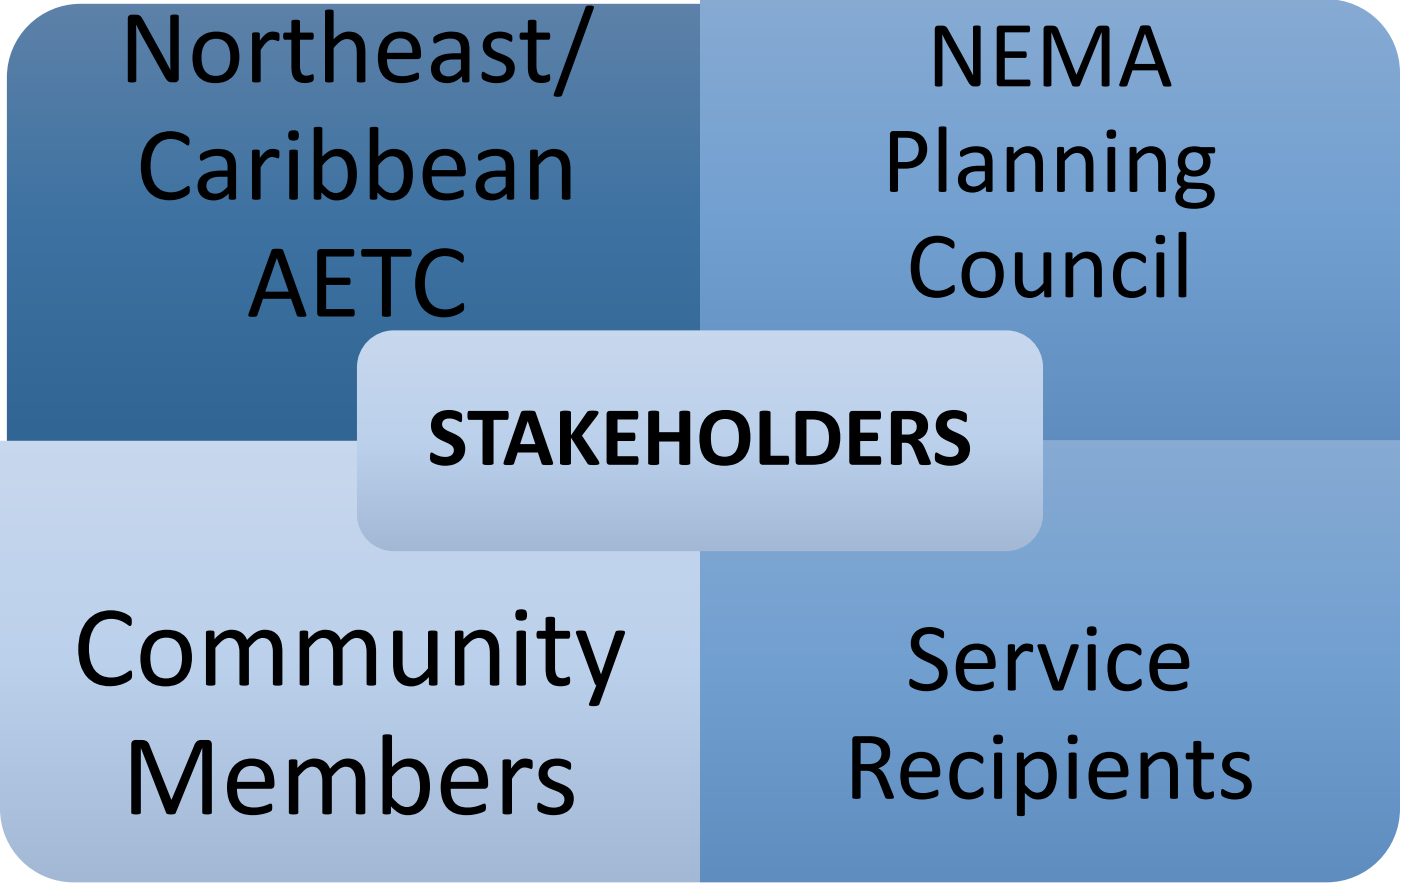 Northeast/
Caribbean
AETC
NEMA
Planning
Council
STAKEHOLDERS
Community
Members
Service
Recipients